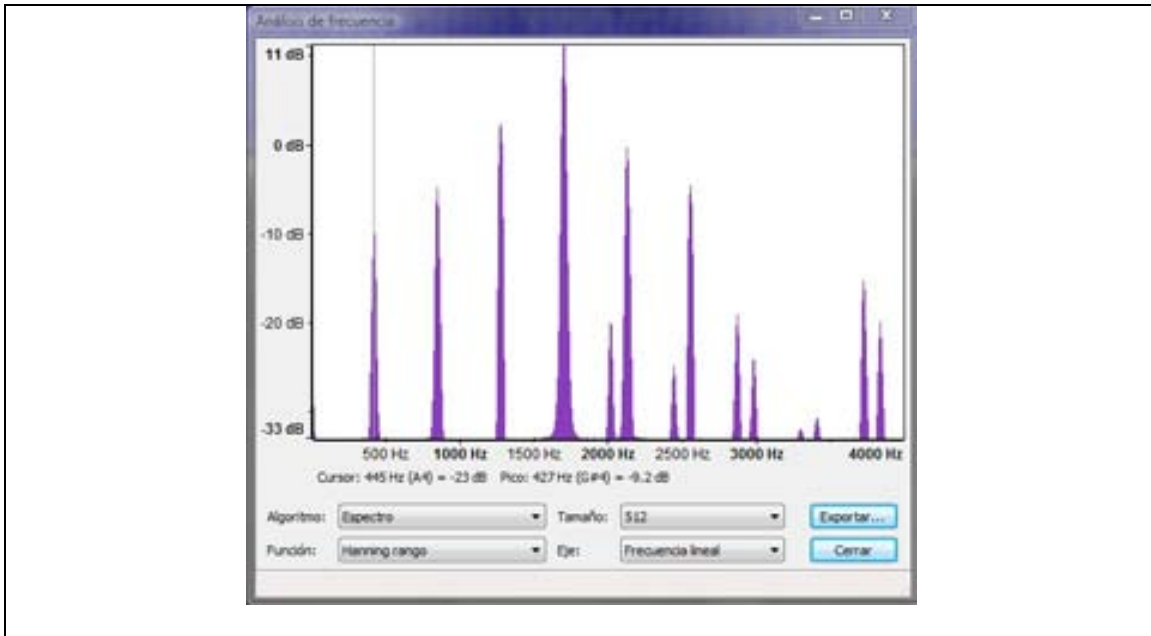 Análisis de frecuencia
11 dB
0 dB
-10 dB
-20 dB
-33 dB
500 Hz 1000 Hz 1500 Hz 2000 Hz 2500 Hz 3000 Hz 4000 Hz
Cursor: 445 Hz (A4) = -23 dB Pico: 427 Hz (G#4) = -9.2 dB
Algoritmo: Espectro Tamaño: 512 Exportar...
Función: Hanning rango Eje: Frecuencia lineal Cerrar